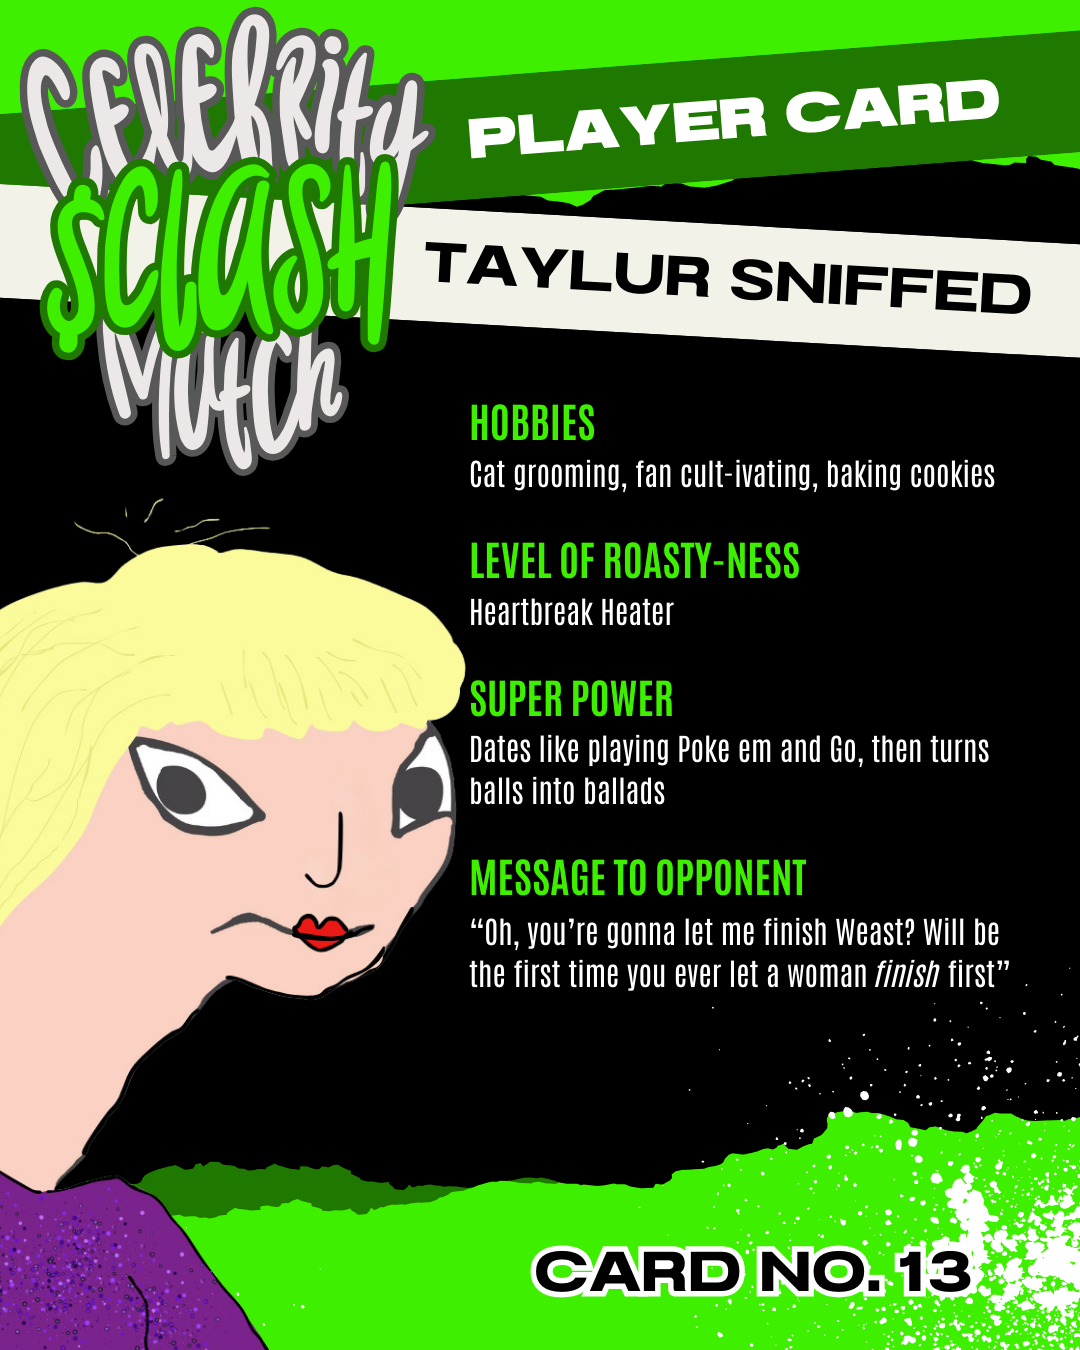 CELEBRITY
$CLASH
MATCH
PLAYER CARD
TAYLUR SNIFFED
HOBBIES
Cat grooming, fan cult-ivating, baking cookies
LEVEL OF ROASTY-NESS
Heartbreak Heater
SUPER POWER
Dates like playing Poke em and Go, then turns
balls into ballads
MESSAGE TO OPPONENT
“Oh, you’re gonna let me finish Weast? Will be
the first time you ever let a woman finish first”
CARD NO. 13